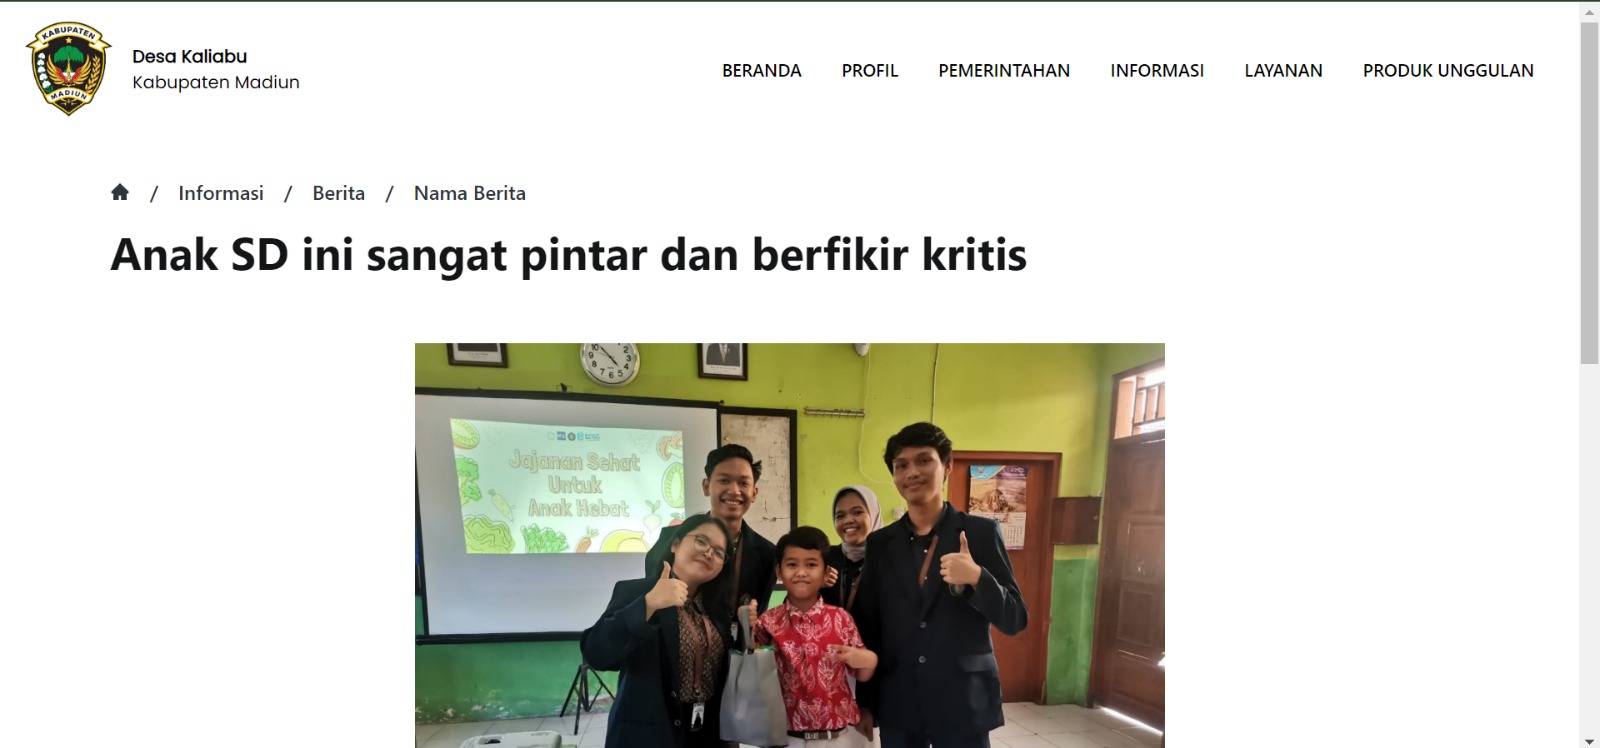 KABUPATEN
MADIUN
Desa Kaliabu
Kabupaten Madiun
BERANDA PROFIL PEMERINTAHAN INFORMASI LAYANAN PRODUK UNGGULAN
/ Informasi / Berita / Nama Berita
Anak SD ini sangat pintar dan berfikir kritis
Jajanan Sehat
Untuk
Anak Hebat